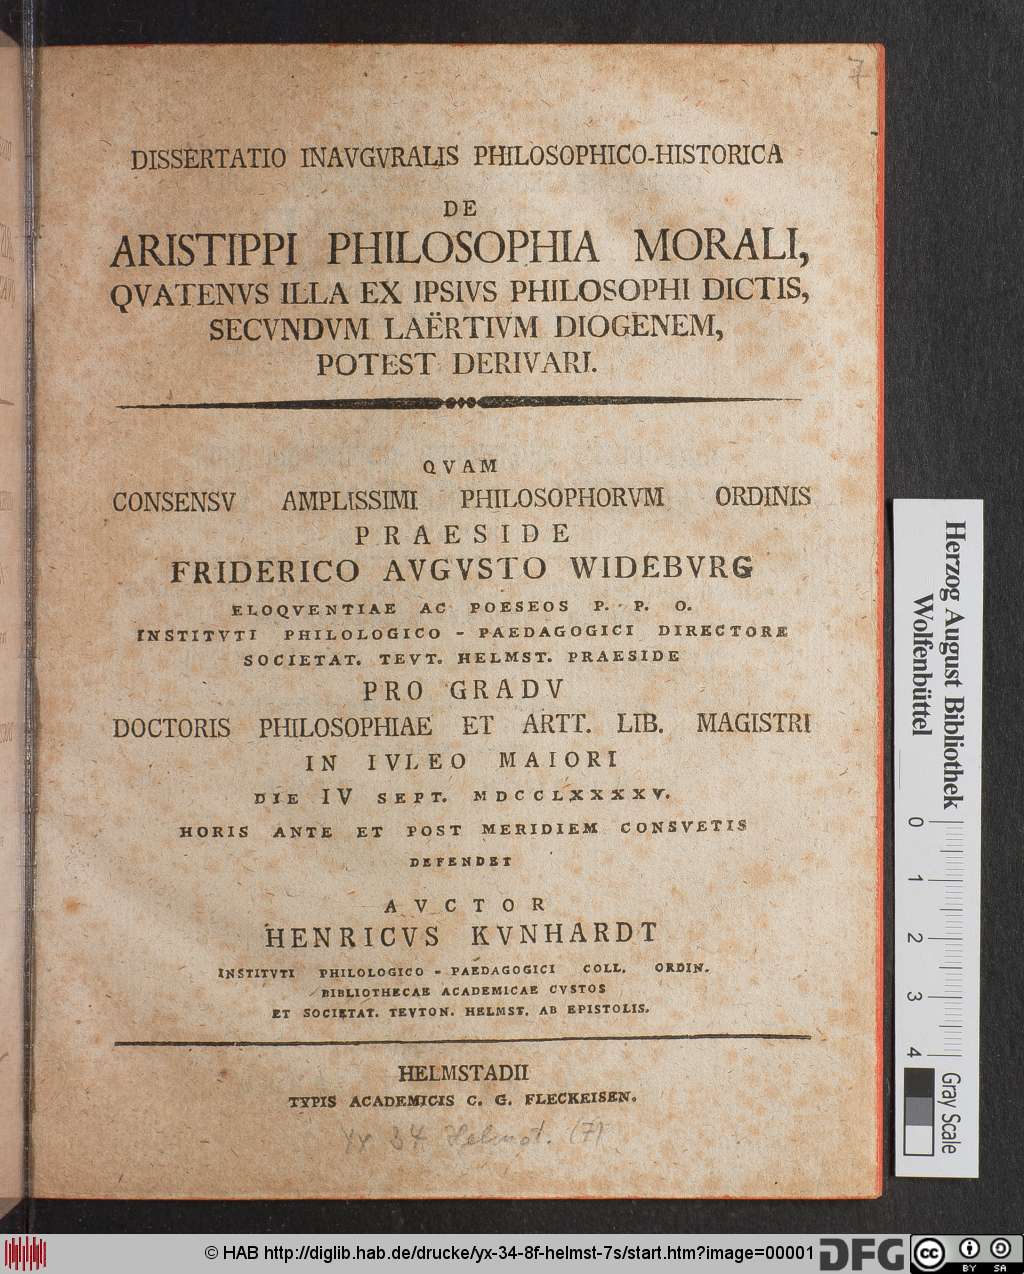 7
DISSERTATIO INAVGVRALIS PHILOSOPHICO-HISTORICA
DE
ARISTIPPI PHILOSOPHIA MORALI,
QVATENVS ILLA EX IPSIVS PHILOSOPHI DICTIS,
SECVNDVM LAËRTIVM DIOGENEM,
POTEST DERIVARI.
QVAM
CONSENSV AMPLISSIMI PHILOSOPHORVM ORDINIS
PRAESIDE
FRIDERICO AVGVSTO WIDEBVRG
ELOQVENTIAE AC POESEOS P. P. O.
INSTITVTI PHILOLOGICO - PAEDAGOGICI DIRECTORE
SOCIETAT. TEVT. HELMST. PRAESIDE
PRO GRADV
DOCTORIS PHILOSOPHIAE ET ARTT. LIB. MAGISTRI
IN IVLEO MAIORI
DIE IV SEPT. MDCCLXXXXV.
HORIS ANTE ET POST MERIDIEM CONSVETIS
DEFENDET
AVCTOR
HENRICVS KVNHARDT
INSTITVTI PHILOLOGICO - PAEDAGOGICI COLL. ORDIN.
BIBLIOTHECAE ACADEMICAE CVSTOS
ET SOCIETAT. TEVTON. HELMST. AB EPISTOLIS.
HELMSTADII
TYPIS ACADEMICIS C. G. FLECKEISEN.
Yx 34 Helmst. (7)
Herzog August Bibliothek
Wolfenbüttel
0 1 2 3 4
Gray Scale
© HAB http://diglib.hab.de/drucke/yx-34-8f-helmst-7s/start.htm?image=00001
DFG
cc BY SA